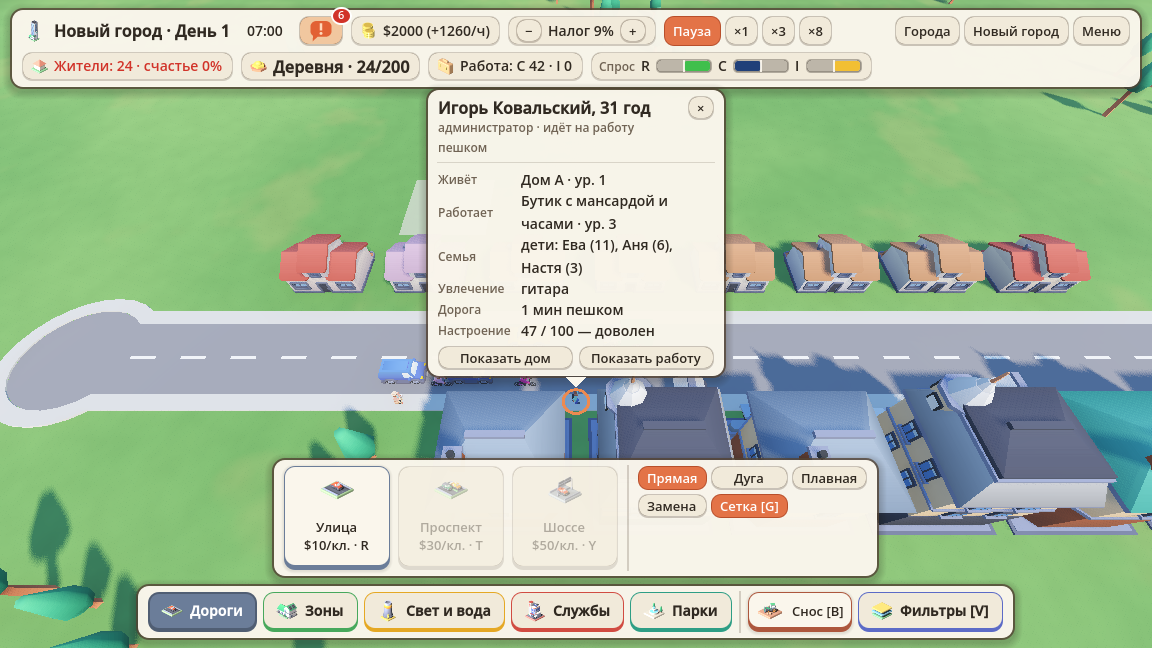 Новый город · День 1
07:00
6
$2000 (+1260/ч)
− Налог 9% +
Пауза
×1
×3
×8
Города
Новый город
Меню
Жители: 24 · счастье 0%
Деревня · 24/200
Работа: C 42 · I 0
Спрос R C I
Игорь Ковальский, 31 год
×
администратор · идёт на работу
пешком
Живёт Дом А · ур. 1
Работает Бутик с мансардой и
часами · ур. 3
Семья дети: Ева (11), Аня (6),
Настя (3)
Увлечение гитара
Дорога 1 мин пешком
Настроение 47 / 100 — доволен
Показать дом
Показать работу
Улица
$10/кл. · R
Проспект
$30/кл. · T
Шоссе
$50/кл. · Y
Прямая
Дуга
Плавная
Замена
Сетка [G]
Дороги
Зоны
Свет и вода
Службы
Парки
Снос [B]
Фильтры [V]